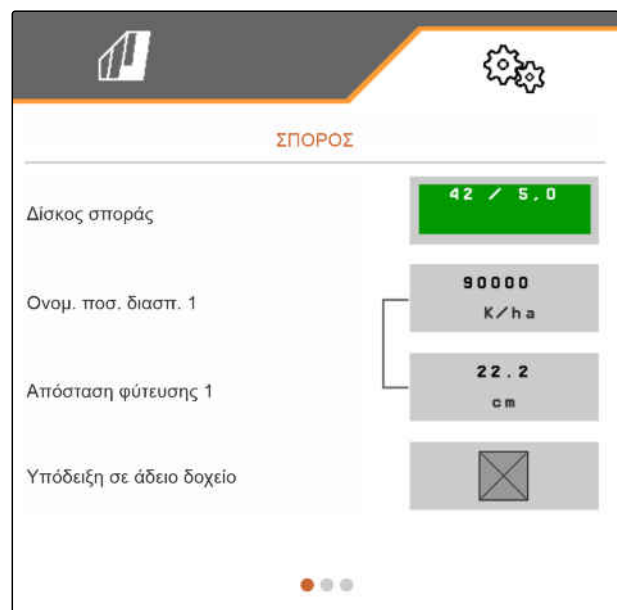 ΣΠΟΡΟΣ
Δίσκος σποράς
42 / 5,0
Ονομ. ποσ. διασπ. 1
90000
K/ha
Απόσταση φύτευσης 1
22.2
cm
Υπόδειξη σε άδειο δοχείο